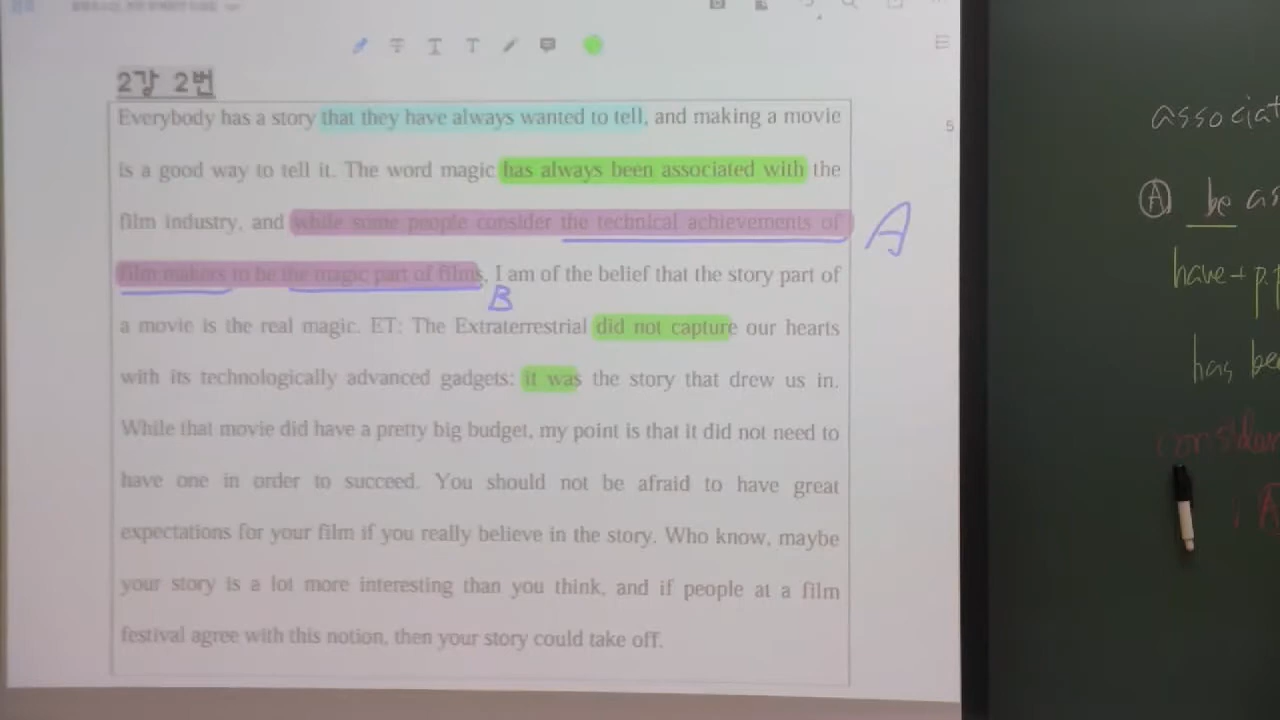 2강 2번
Everybody has a story that they have always wanted to tell, and making a movie
is a good way to tell it. The word magic has always been associated with the
film industry, and while some people consider the technical achievements of
film makers to be the magic part of films, I am of the belief that the story part of
a movie is the real magic. ET: The Extraterrestrial did not capture our hearts
with its technologically advanced gadgets: it was the story that drew us in.
While that movie did have a pretty big budget, my point is that it did not need to
have one in order to succeed. You should not be afraid to have great
expectations for your film if you really believe in the story. Who know, maybe
your story is a lot more interesting than you think, and if people at a film
festival agree with this notion, then your story could take off.
A
B
5
associat
Ⓐ be as
have + p.p
has bee
consider